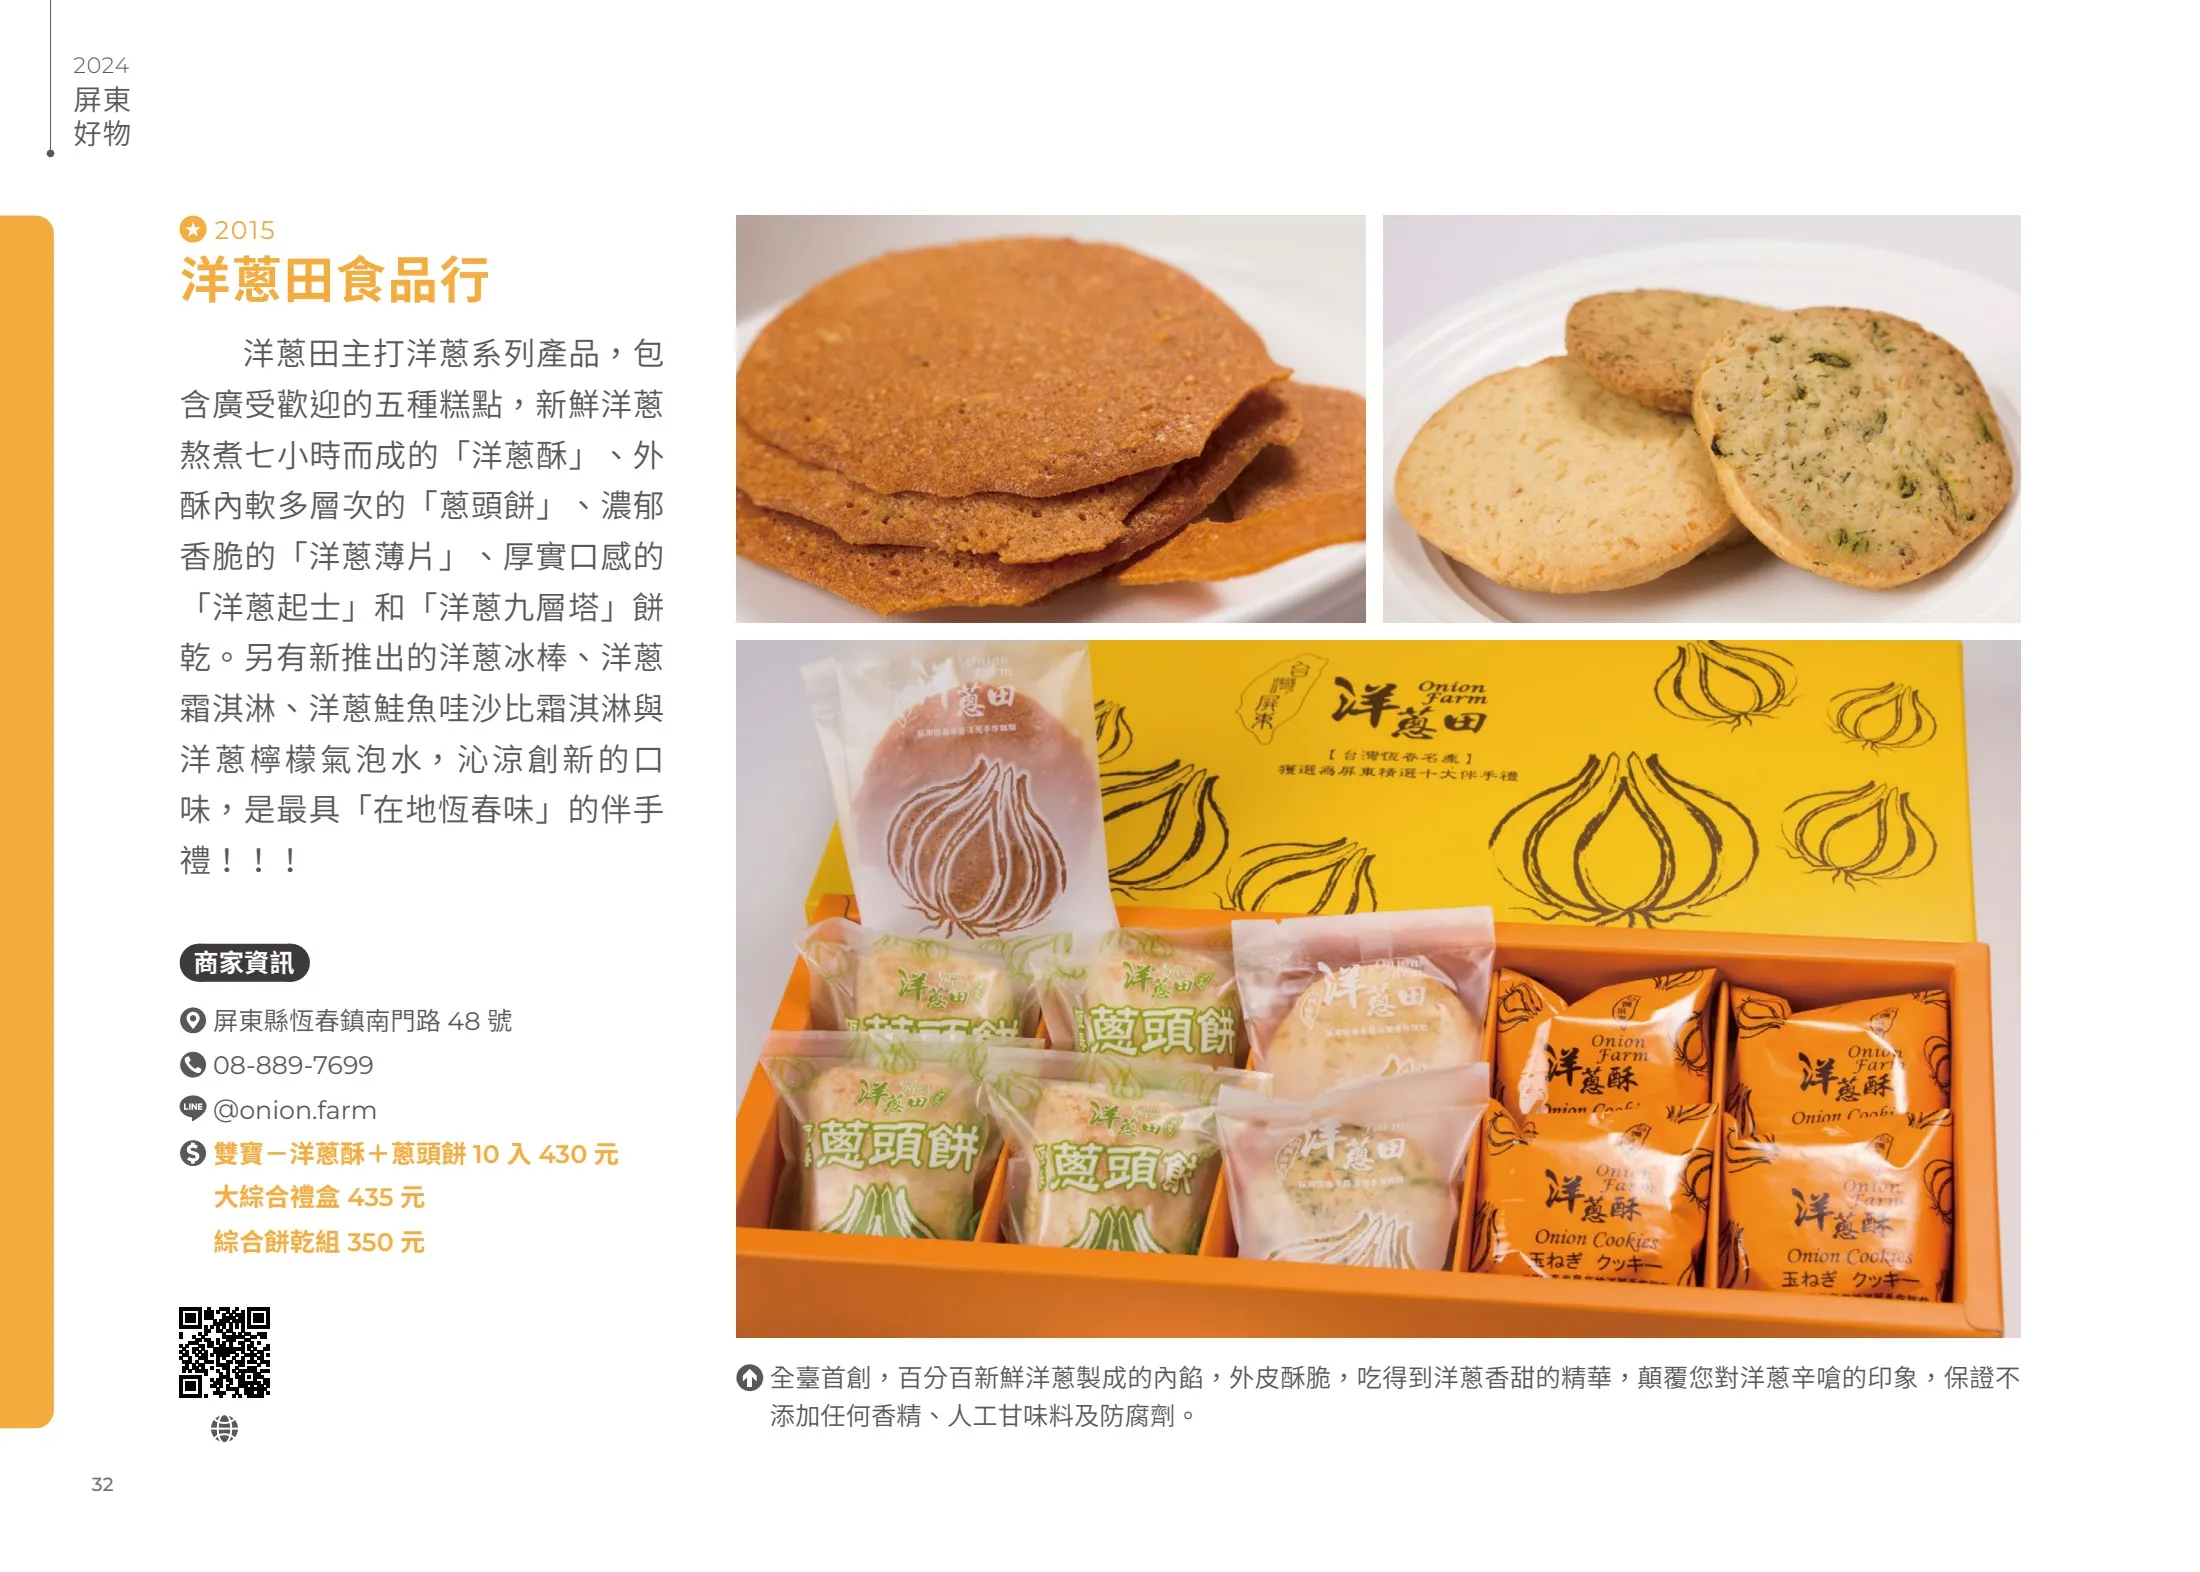 2024
屏東
好物
2015
洋蔥田食品行
洋蔥田主打洋蔥系列產品，包
含廣受歡迎的五種糕點，新鮮洋蔥
熬煮七小時而成的「洋蔥酥」、外
酥內軟多層次的「蔥頭餅」、濃郁
香脆的「洋蔥薄片」、厚實口感的
「洋蔥起士」和「洋蔥九層塔」餅
乾。另有新推出的洋蔥冰棒、洋蔥
霜淇淋、洋蔥鮭魚哇沙比霜淇淋與
洋蔥檸檬氣泡水，沁涼創新的口
味，是最具「在地恆春味」的伴手
禮！！！
商家資訊
屏東縣恆春鎮南門路 48 號
08-889-7699
LINE @onion.farm
雙寶－洋蔥酥＋蔥頭餅 10 入 430 元
大綜合禮盒 435 元
綜合餅乾組 350 元
32
台灣屏東
洋蔥田 Onion Farm
【台灣恆春名產】
獲選為屏東精選十大伴手禮
Onion Farm
洋蔥田
洋蔥田
蔥頭餅
洋蔥田
蔥頭餅
洋蔥田
洋蔥田
蔥頭餅
洋蔥田
蔥頭餅
洋蔥田
Onion Farm
洋蔥酥
Onion Farm
洋蔥酥
Onion Cookies
Onion Farm
洋蔥酥
Onion Cookies
玉ねぎ クッキー
Onion Farm
洋蔥酥
Onion Cookies
玉ねぎ クッキー
全臺首創，百分百新鮮洋蔥製成的內餡，外皮酥脆，吃得到洋蔥香甜的精華，顛覆您對洋蔥辛嗆的印象，保證不
添加任何香精、人工甘味料及防腐劑。